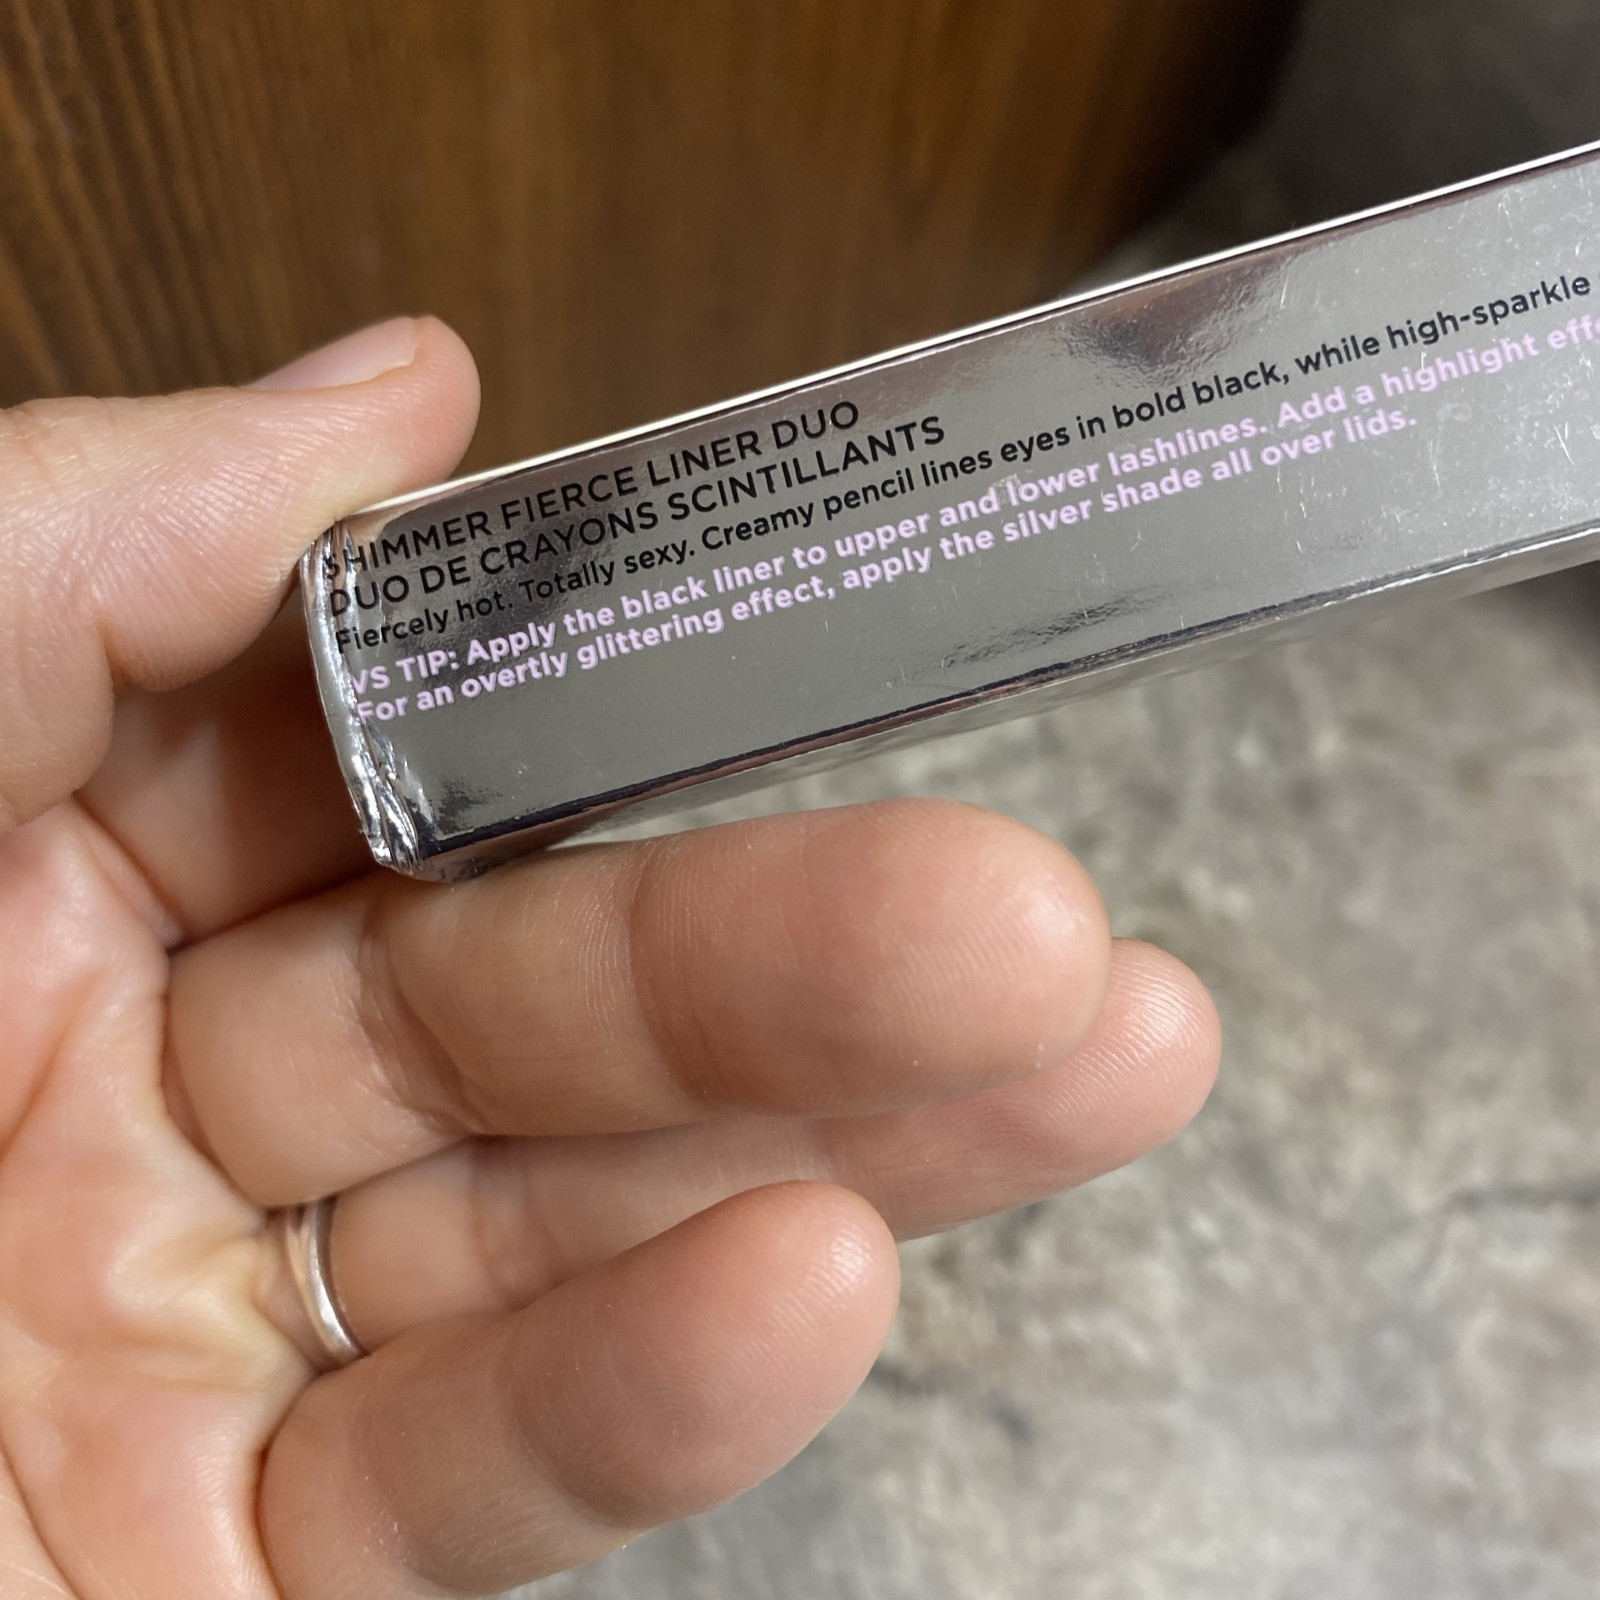 SHIMMER FIERCE LINER DUO
DUO DE CRAYONS SCINTILLANTS
Fiercely hot. Totally sexy. Creamy pencil lines eyes in bold black, while high-sparkle
VS TIP: Apply the black liner to upper and lower lashlines. Add a highlight
For an overtly glittering effect, apply the silver shade all over lids.